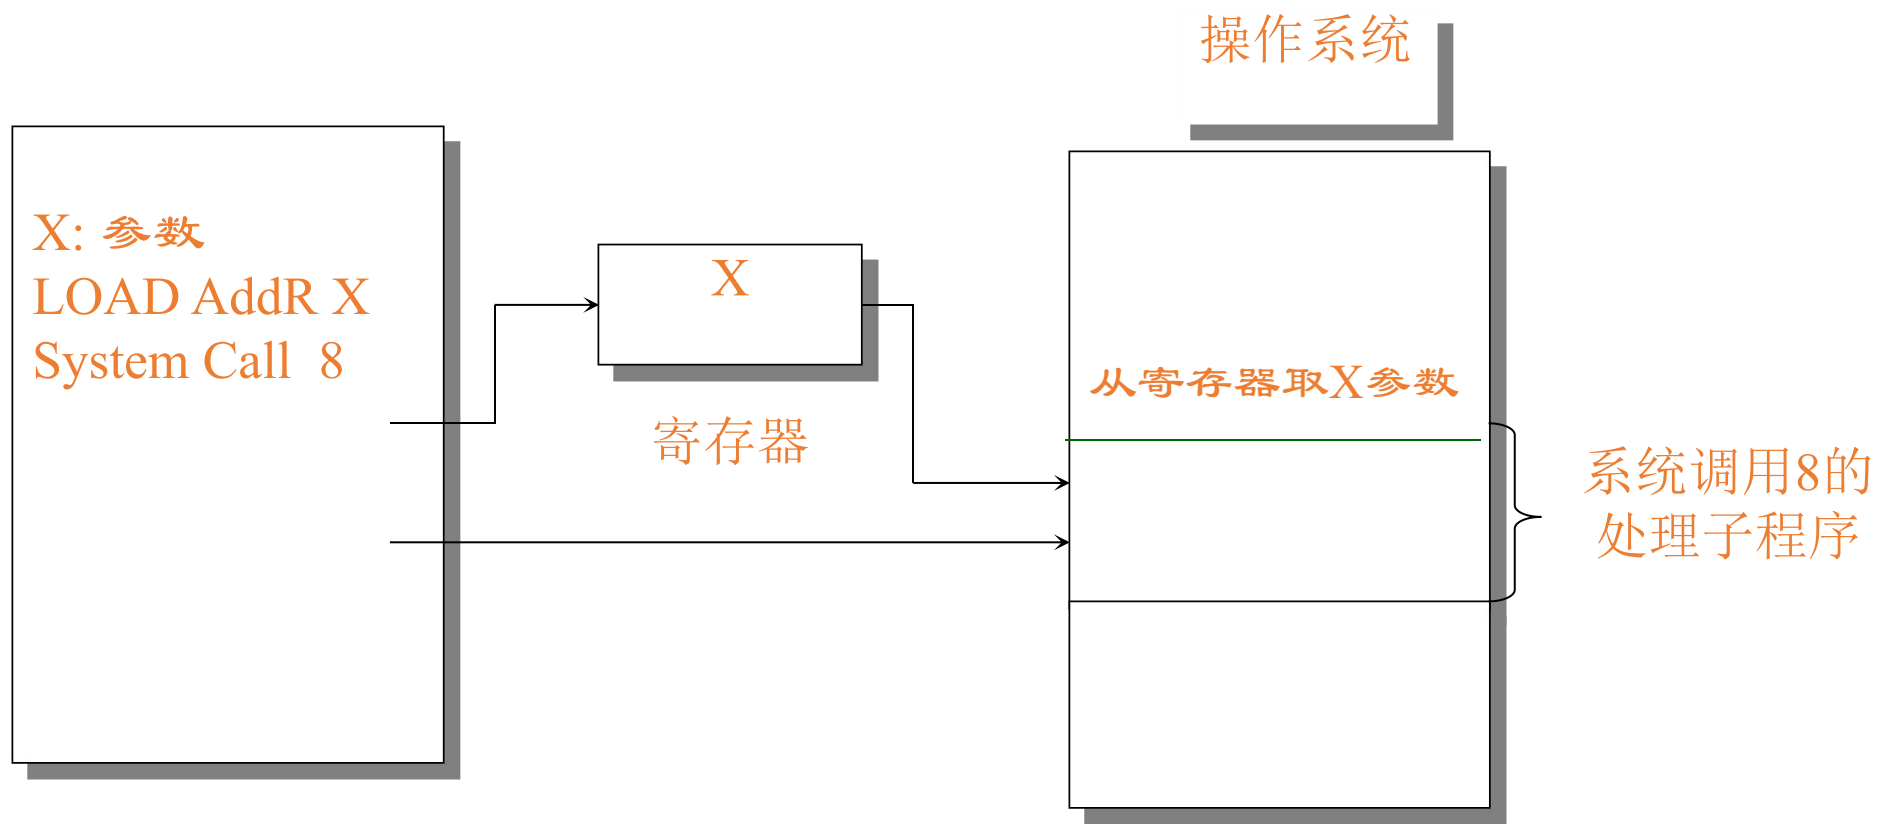 操作系统
X: 参数
LOAD AddR X
System Call  8
X
寄存器
从寄存器取X参数
系统调用8的
处理子程序